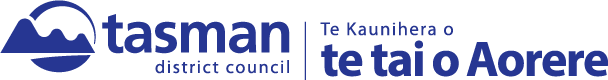 tasman
district council
Te Kaunihera o
te tai o Aorere